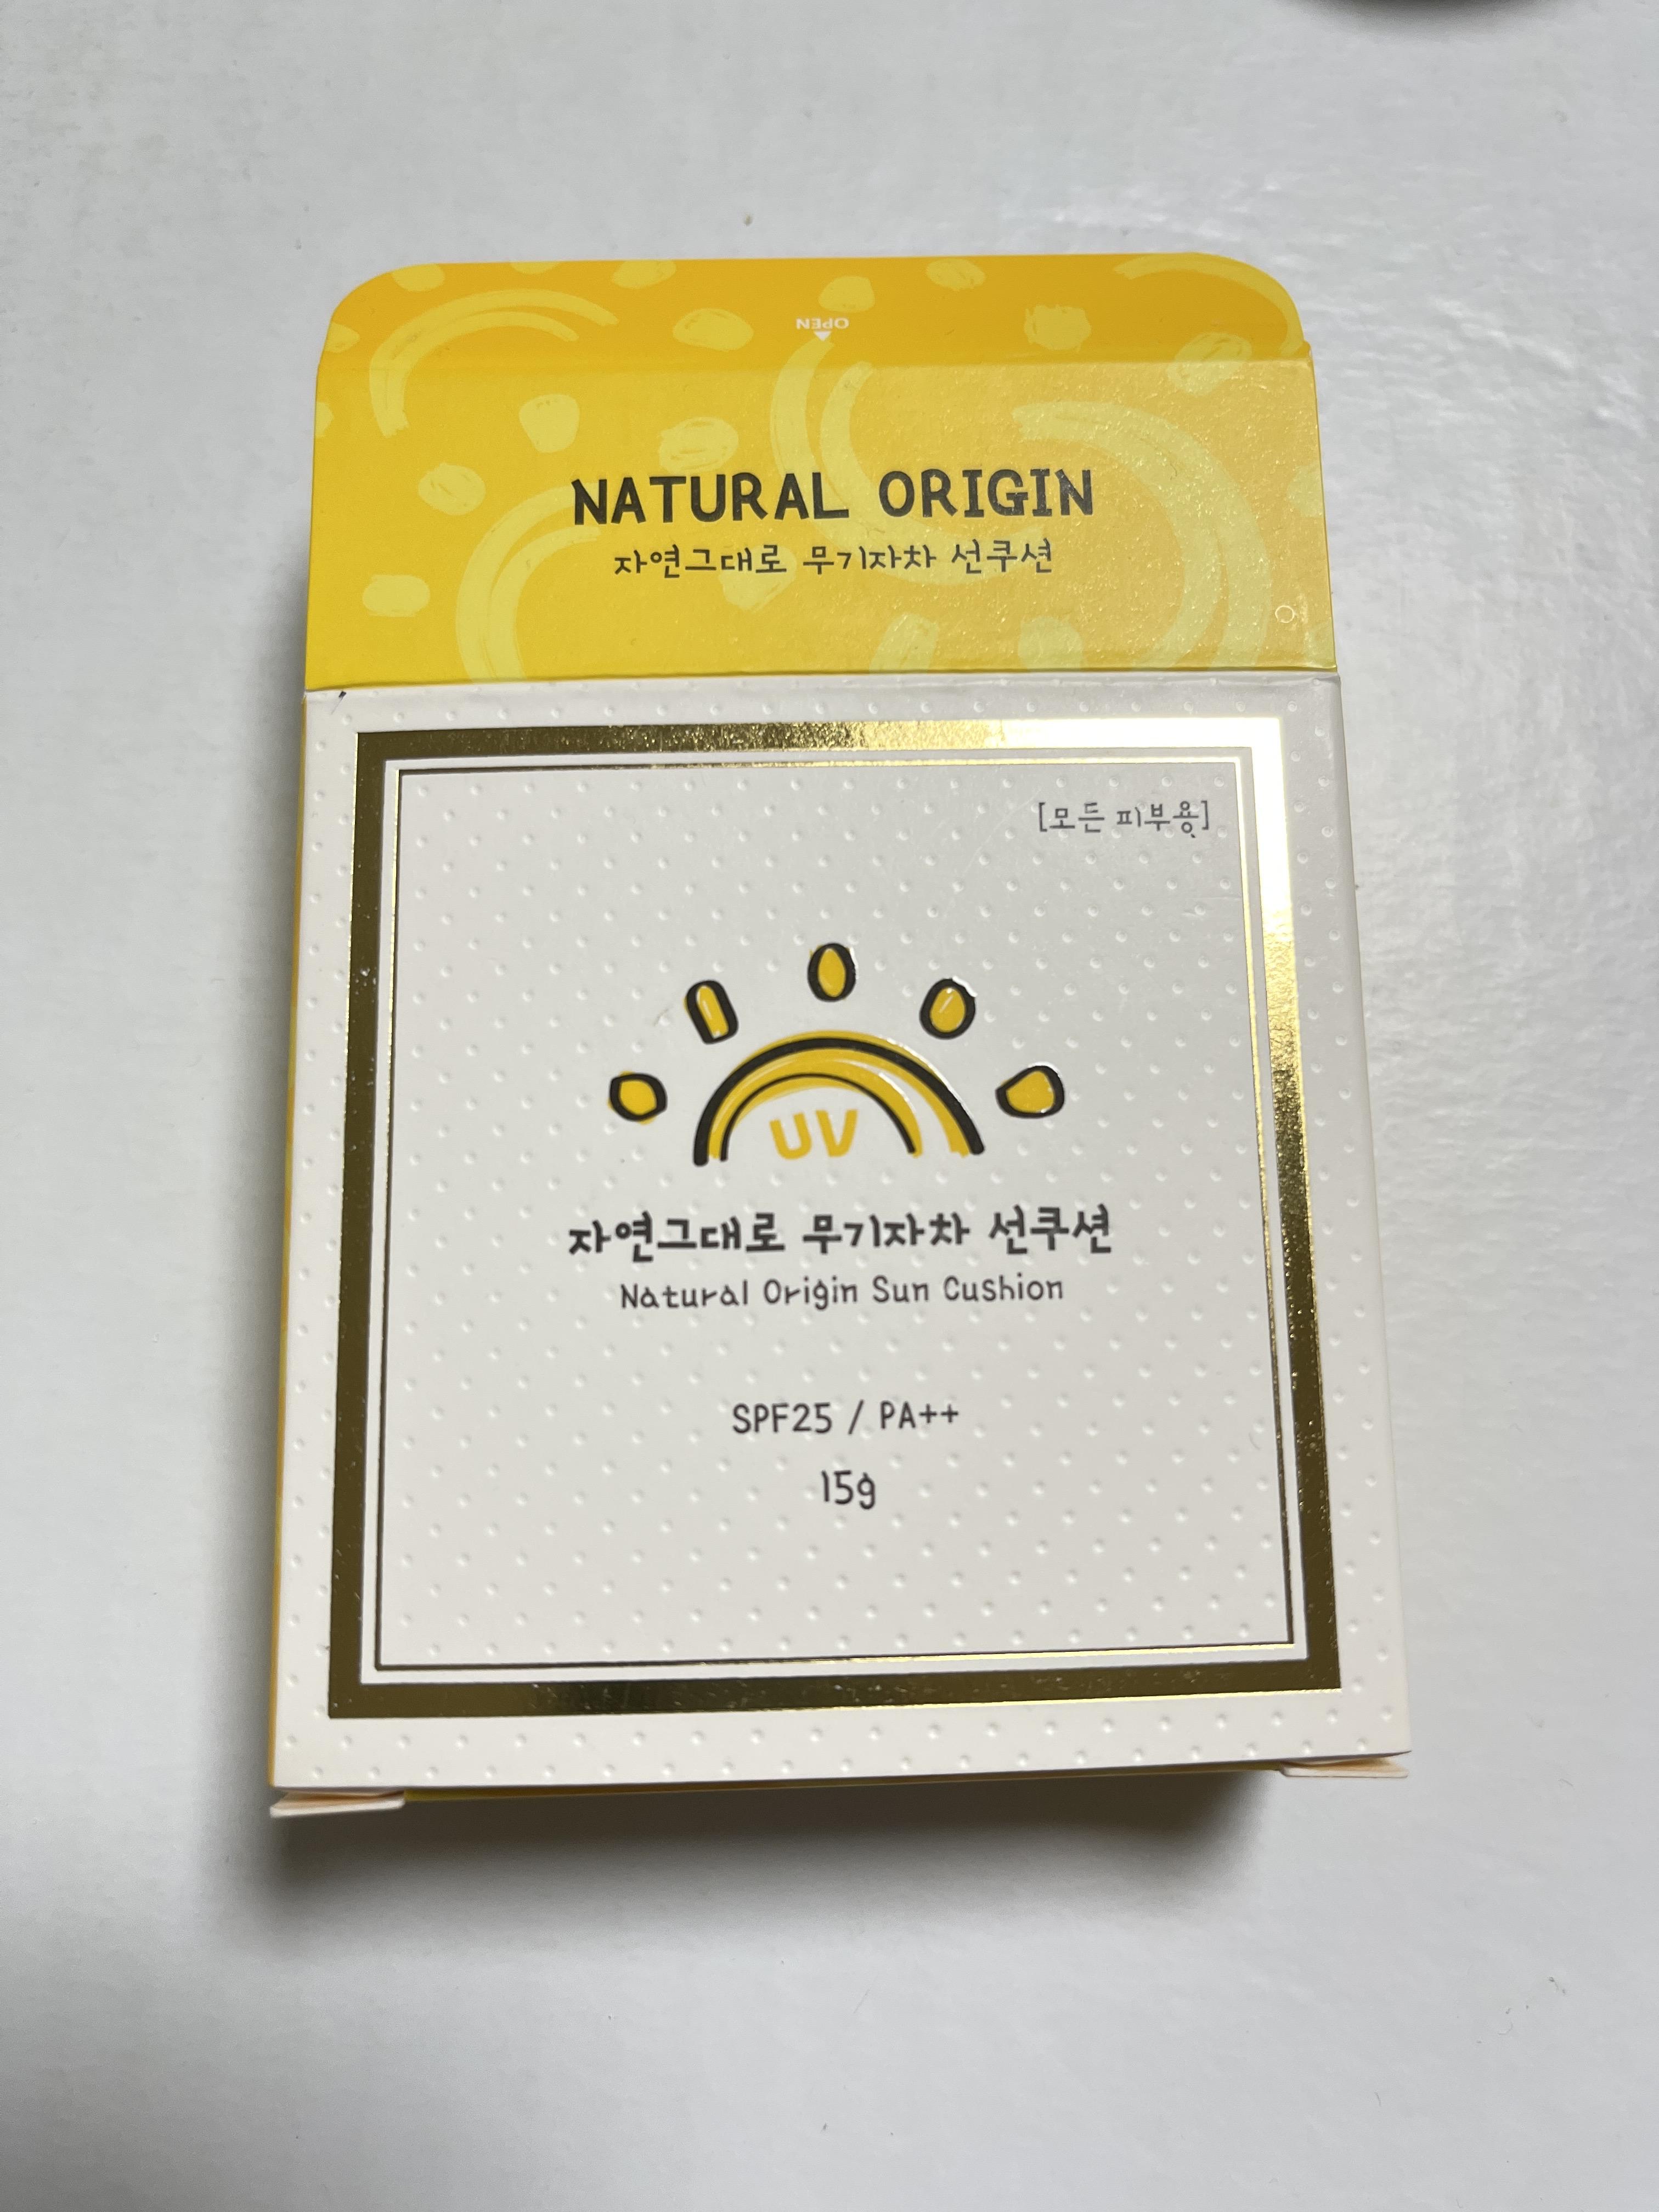 OPEN
NATURAL ORIGIN
자연그대로 무기자차 선쿠션
[모든 피부용]
UV
자연그대로 무기자차 선쿠션
Natural Origin Sun Cushion
SPF25 / PA++
15g